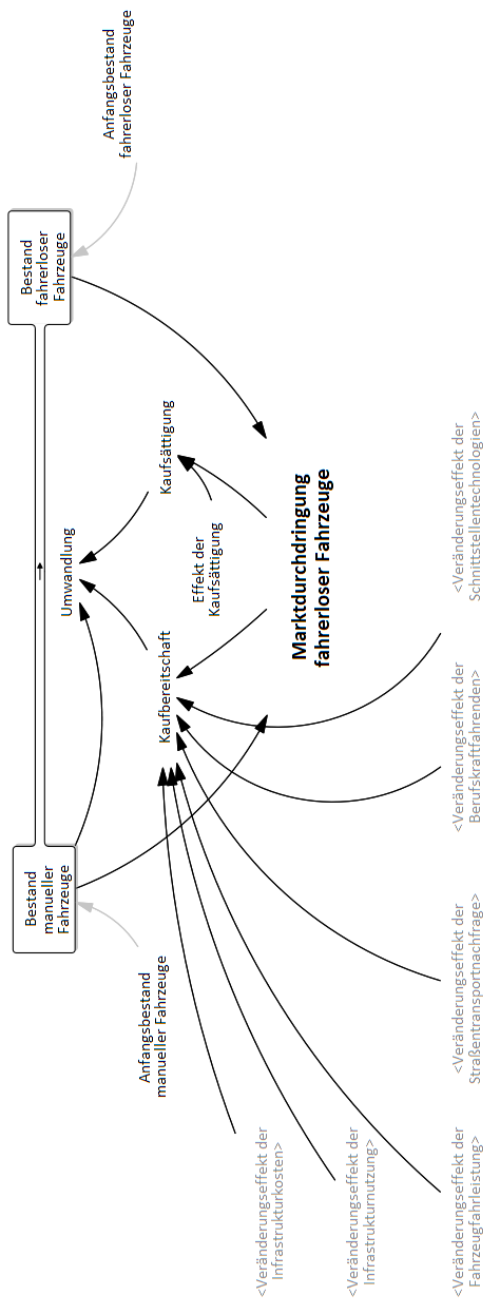 Bestand
manueller
Fahrzeuge
Bestand
fahrerloser
Fahrzeuge
Anfangsbestand
manueller Fahrzeuge
Umwandlung
Anfangsbestand
fahrerloser Fahrzeuge
Kaufbereitschaft
Kaufsättigung
Effekt der
Kaufsättigung
Marktdurchdringung
fahrerloser Fahrzeuge
<Veränderungseffekt der
Infrastrukturkosten>
<Veränderungseffekt der
Infrastrukturnutzung>
<Veränderungseffekt der
Fahrzeugfahrleistung>
<Veränderungseffekt der
Straßentransportnachfrage>
<Veränderungseffekt der
Berufskraftfahrenden>
<Veränderungseffekt der
Schnittstellentechnologien>